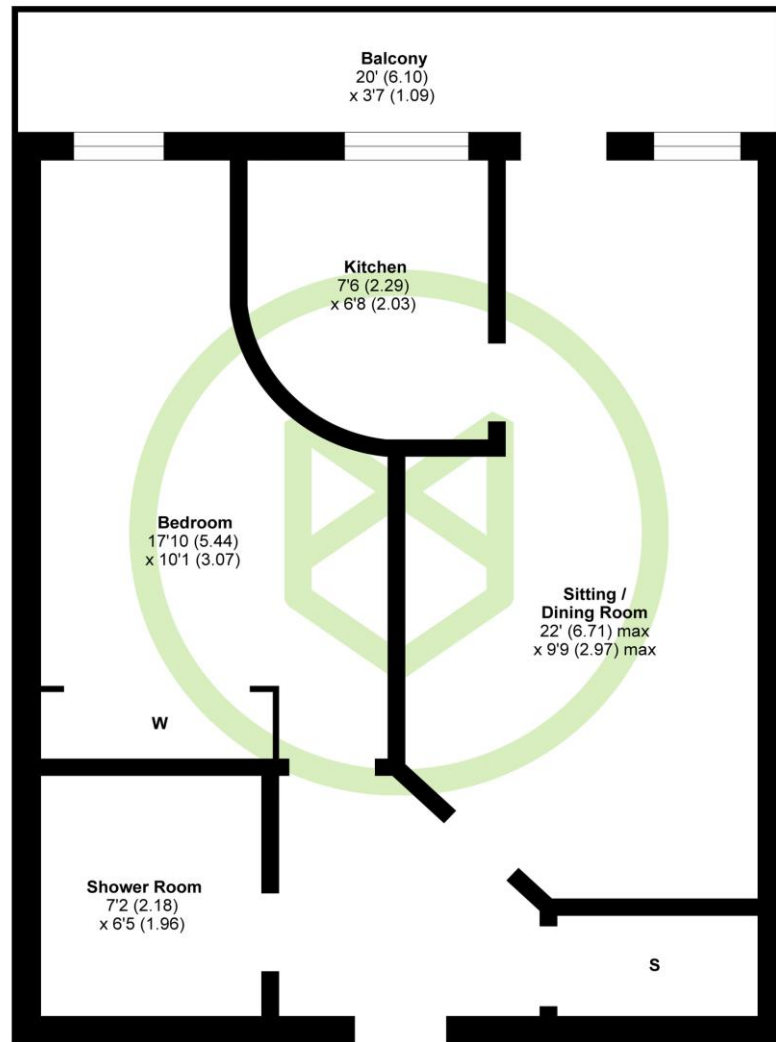 Balcony
20' (6.10)
x 3'7 (1.09)
Kitchen
7'6 (2.29)
x 6'8 (2.03)
Bedroom
17'10 (5.44)
x 10'1 (3.07)
Sitting /
Dining Room
22' (6.71) max
x 9'9 (2.97) max
W
Shower Room
7'2 (2.18)
x 6'5 (1.96)
S